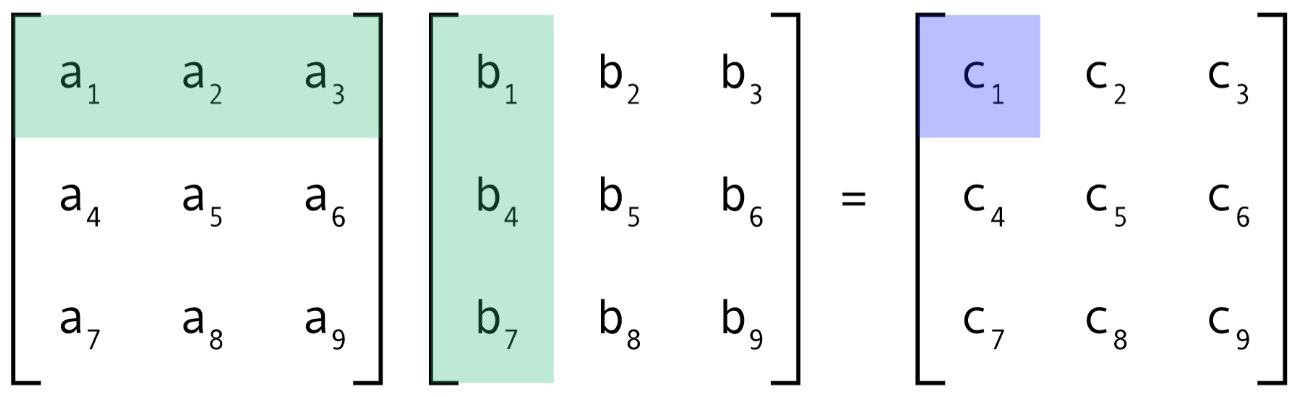 a₁ a₂ a₃ b₁ b₂ b₃ c₁ c₂ c₃
a₄ a₅ a₆ b₄ b₅ b₆ = c₄ c₅ c₆
a₇ a₈ a₉ b₇ b₈ b₉ c₇ c₈ c₉